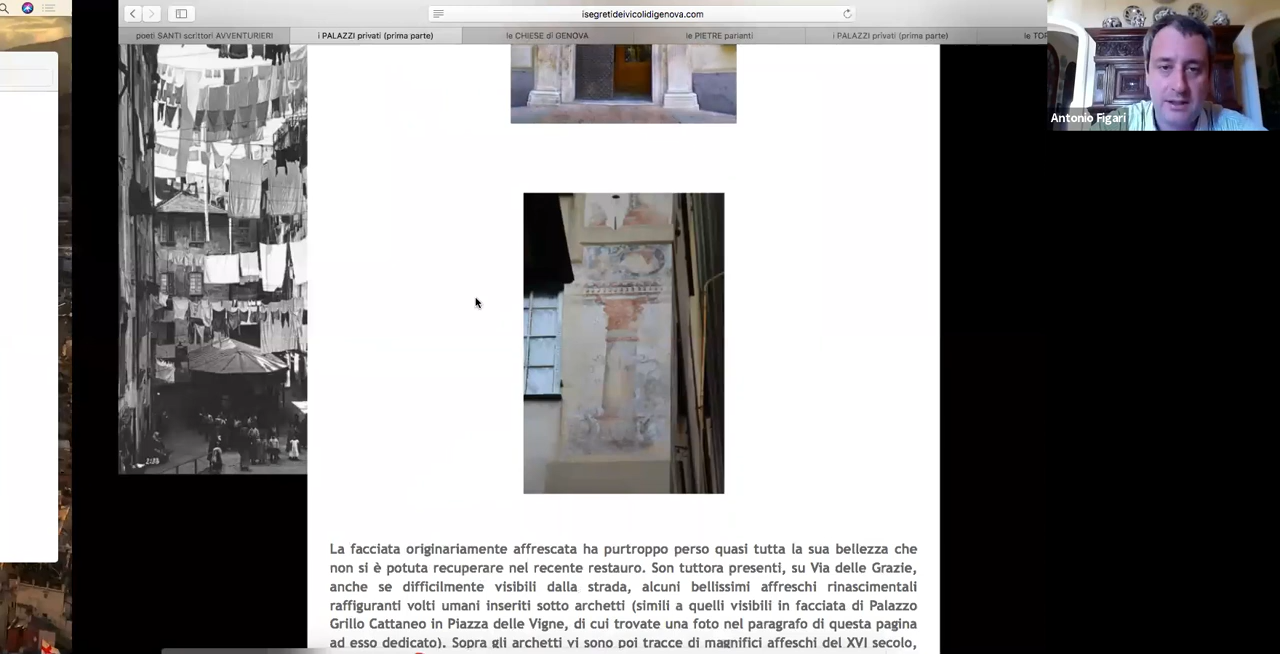 isegretideivicolidigenova.com
poeti SANTI scrittori AVVENTURIERI
i PALAZZI privati (prima parte)
le CHIESE di GENOVA
le PIETRE parlanti
i PALAZZI privati (prima parte)
le TOR
Antonio Figari
La facciata originariamente affrescata ha purtroppo perso quasi tutta la sua bellezza che
non si è potuta recuperare nel recente restauro. Son tuttora presenti, su Via delle Grazie,
anche se difficilmente visibili dalla strada, alcuni bellissimi affreschi rinascimentali
raffiguranti volti umani inseriti sotto archetti (simili a quelli visibili in facciata di Palazzo
Grillo Cattaneo in Piazza delle Vigne, di cui trovate una foto nel paragrafo di questa pagina
ad esso dedicato). Sopra gli archetti vi sono poi tracce di magnifici affeschi del XVI secolo,